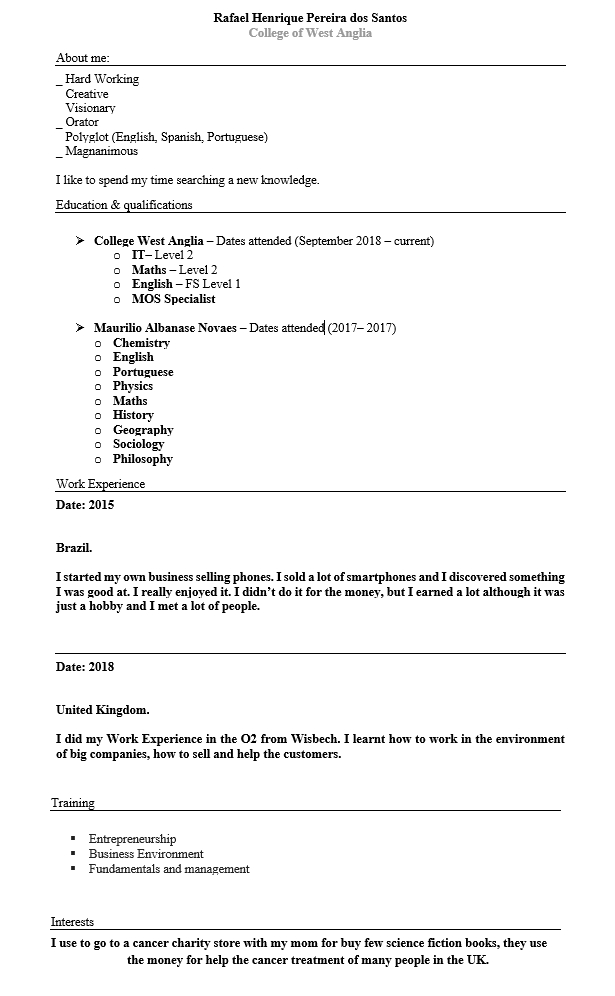 Rafael Henrique Pereira dos Santos
College of West Anglia
About me:
_ Hard Working
Creative
Visionary
_ Orator
Polyglot (English, Spanish, Portuguese)
_ Magnanimous
I like to spend my time searching a new knowledge.
Education & qualifications
➤ College West Anglia – Dates attended (September 2018 – current)
o IT– Level 2
o Maths – Level 2
o English – FS Level 1
o MOS Specialist
➤ Maurilio Albanase Novaes – Dates attended (2017– 2017)
o Chemistry
o English
o Portuguese
o Physics
o Maths
o History
o Geography
o Sociology
o Philosophy
Work Experience
Date: 2015
Brazil.
I started my own business selling phones. I sold a lot of smartphones and I discovered something
I was good at. I really enjoyed it. I didn’t do it for the money, but I earned a lot although it was
just a hobby and I met a lot of people.
Date: 2018
United Kingdom.
I did my Work Experience in the O2 from Wisbech. I learnt how to work in the environment
of big companies, how to sell and help the customers.
Training
▪ Entrepreneurship
▪ Business Environment
▪ Fundamentals and management
Interests
I use to go to a cancer charity store with my mom for buy few science fiction books, they use
the money for help the cancer treatment of many people in the UK.